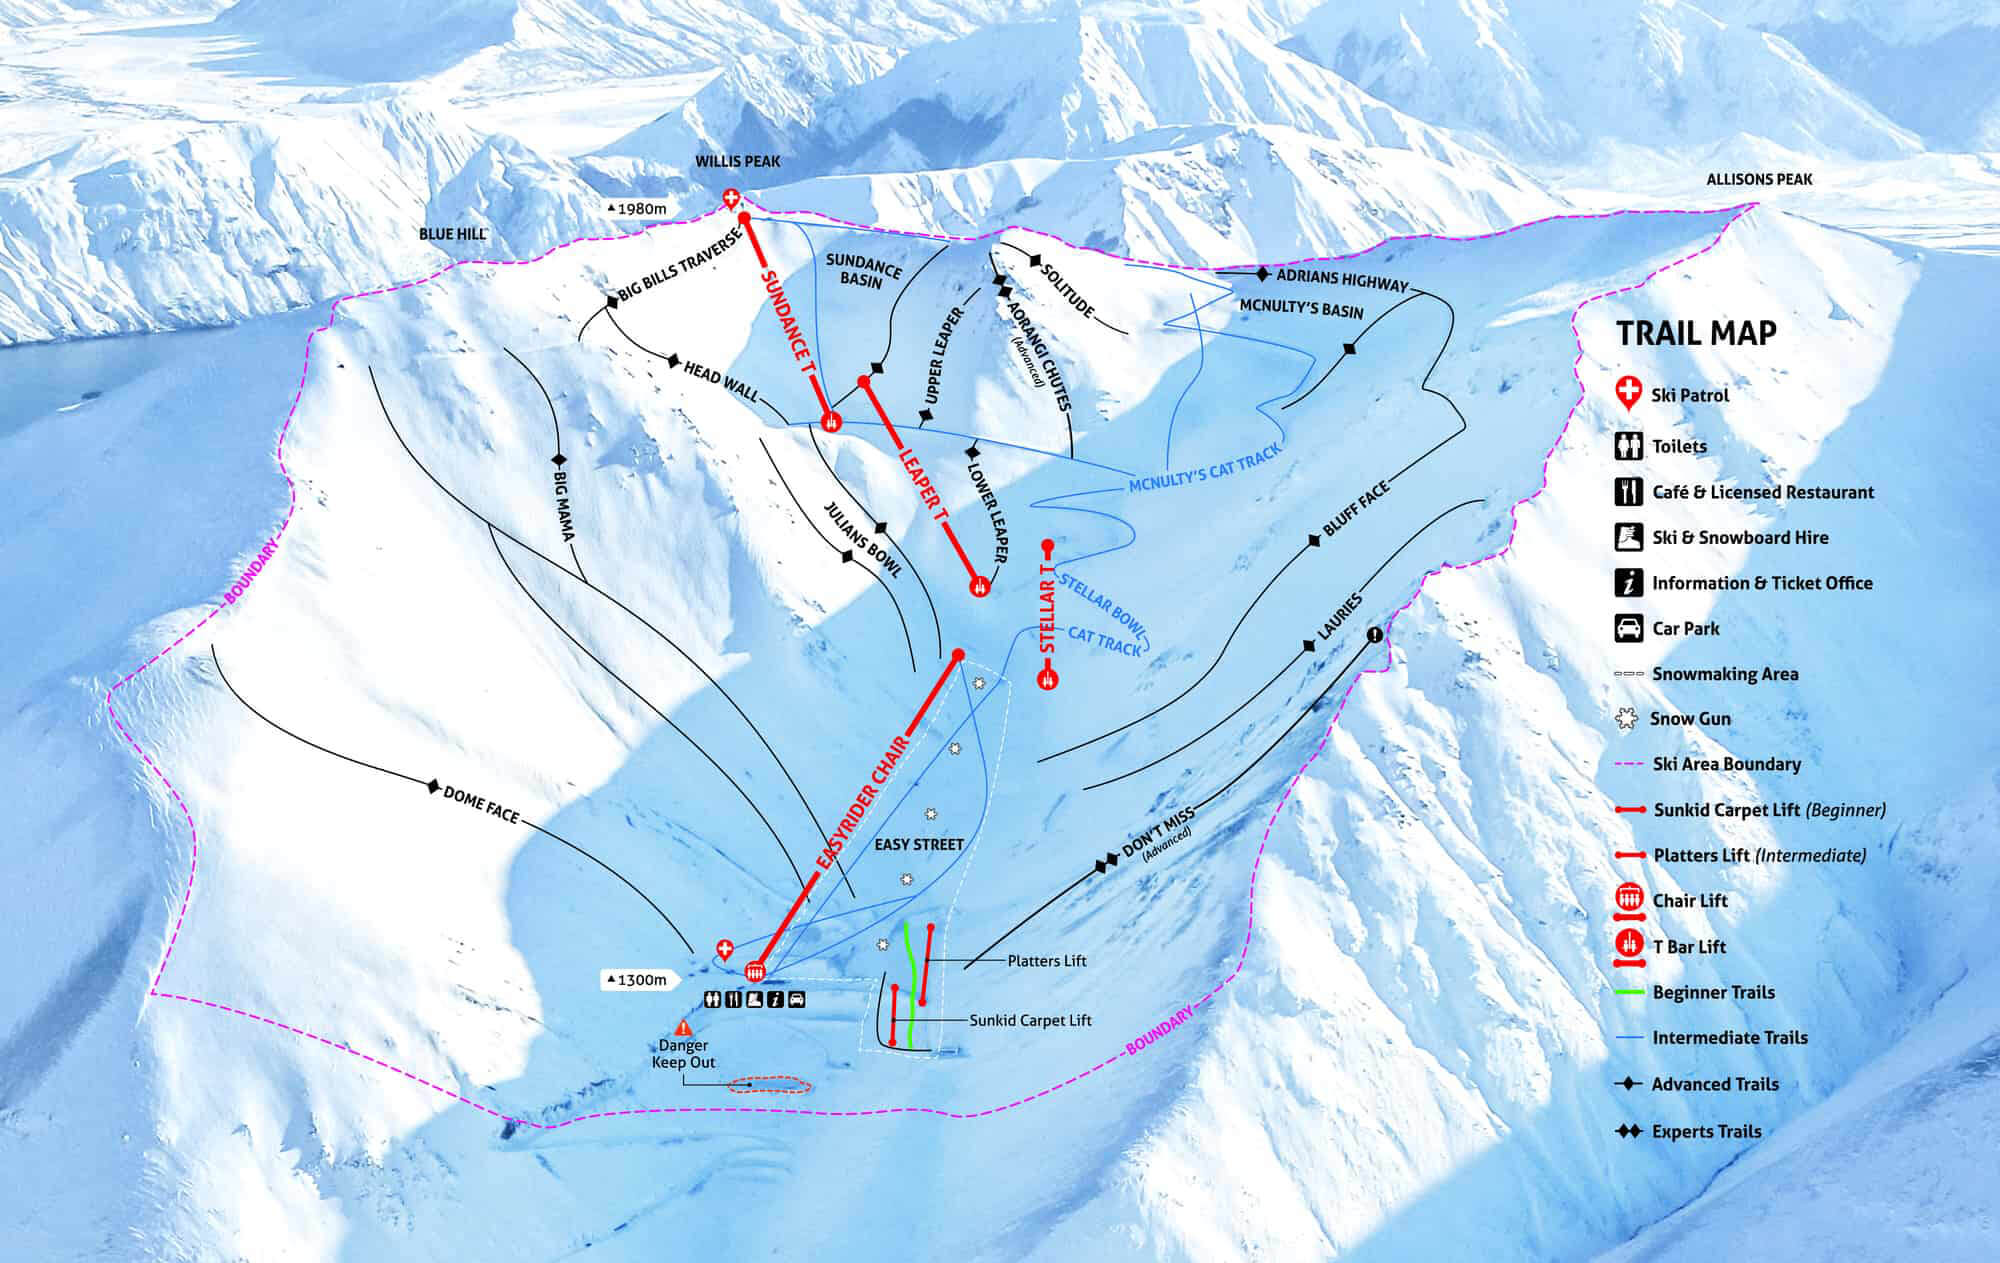 WILLIS PEAK
ALLISONS PEAK
1980m
BLUE HILL
BIG BILLS TRAVERSE
SUNDANCE
BASIN
SOLITUDE
ADRIANS HIGHWAY
MCNULTY'S BASIN
SUNDANCE T
UPPER LEAPER
AORANGI CHUTES
(Advanced)
HEAD WALL
LEAPER T
LOWER LEAPER
MCNULTY'S CAT TRACK
BIG MAMA
JULIANS BOWL
BLUFF FACE
BOUNDARY
STELLAR T
STELLAR BOWL
CAT TRACK
LAURIES
EASYRIDER CHAIR
DOME FACE
EASY STREET
DON'T MISS
(Advanced)
1300m
Platters Lift
Sunkid Carpet Lift
Danger
Keep Out
BOUNDARY
TRAIL MAP
Ski Patrol
Toilets
Café & Licensed Restaurant
Ski & Snowboard Hire
i Information & Ticket Office
Car Park
Snowmaking Area
Snow Gun
Ski Area Boundary
Sunkid Carpet Lift (Beginner)
Platters Lift (Intermediate)
Chair Lift
T Bar Lift
Beginner Trails
Intermediate Trails
Advanced Trails
Experts Trails